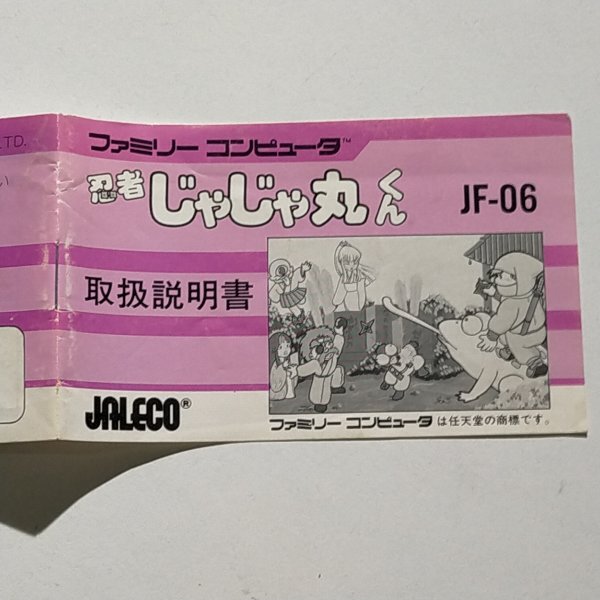 LTD.
い
ファミリー コンピュータ™
忍者じゃじゃ丸くん
JF-06
取扱説明書
JALECO®
ファミリー コンピュータは任天堂の商標です。